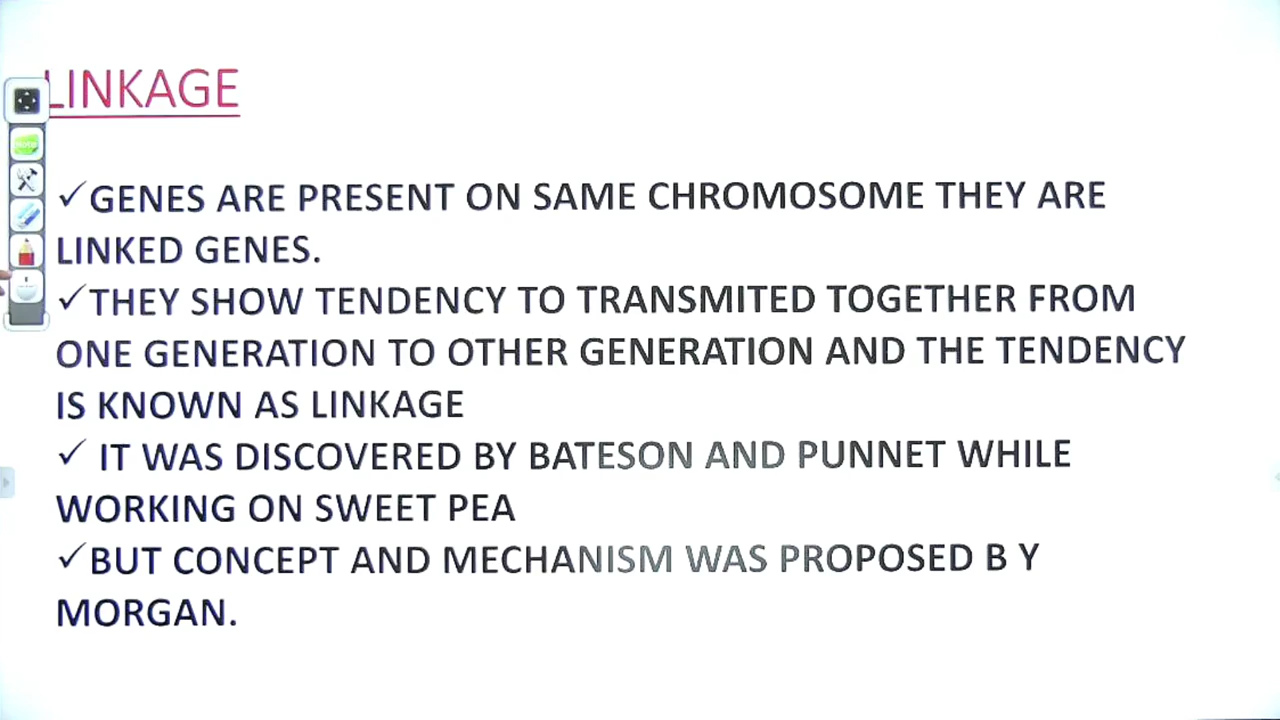 LINKAGE
✓GENES ARE PRESENT ON SAME CHROMOSOME THEY ARE
LINKED GENES.
✓THEY SHOW TENDENCY TO TRANSMITED TOGETHER FROM
ONE GENERATION TO OTHER GENERATION AND THE TENDENCY
IS KNOWN AS LINKAGE
✓ IT WAS DISCOVERED BY BATESON AND PUNNET WHILE
WORKING ON SWEET PEA
✓BUT CONCEPT AND MECHANISM WAS PROPOSED B Y
MORGAN.